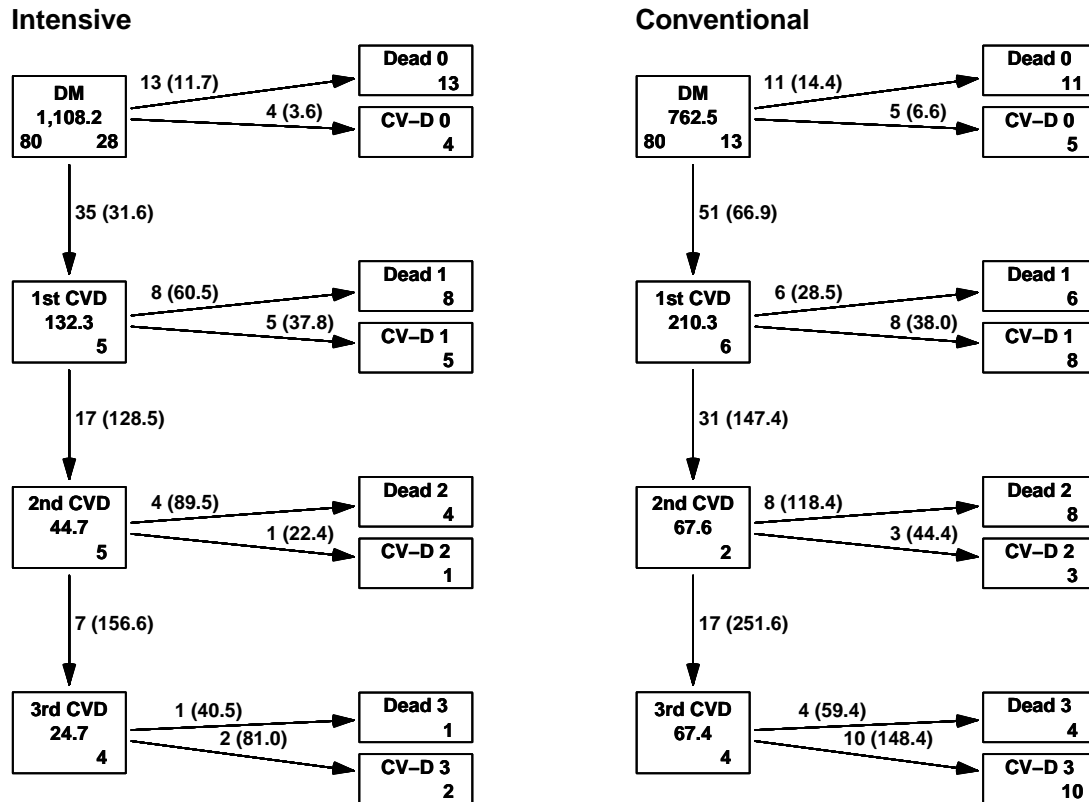 Intensive
Dead 0
13 (11.7)
13
DM
1,108.2
80 28
4 (3.6)
CV–D 0
4
35 (31.6)
Dead 1
8 (60.5)
8
1st CVD
132.3
5
5 (37.8)
CV–D 1
5
17 (128.5)
Dead 2
4 (89.5)
4
2nd CVD
44.7
5
1 (22.4)
CV–D 2
1
7 (156.6)
Dead 3
1 (40.5)
1
3rd CVD
24.7
4
2 (81.0)
CV–D 3
2
Conventional
Dead 0
11 (14.4)
11
DM
762.5
80 13
5 (6.6)
CV–D 0
5
51 (66.9)
Dead 1
6 (28.5)
6
1st CVD
210.3
6
8 (38.0)
CV–D 1
8
31 (147.4)
Dead 2
8 (118.4)
8
2nd CVD
67.6
2
3 (44.4)
CV–D 2
3
17 (251.6)
Dead 3
4 (59.4)
4
3rd CVD
67.4
4
10 (148.4)
CV–D 3
10